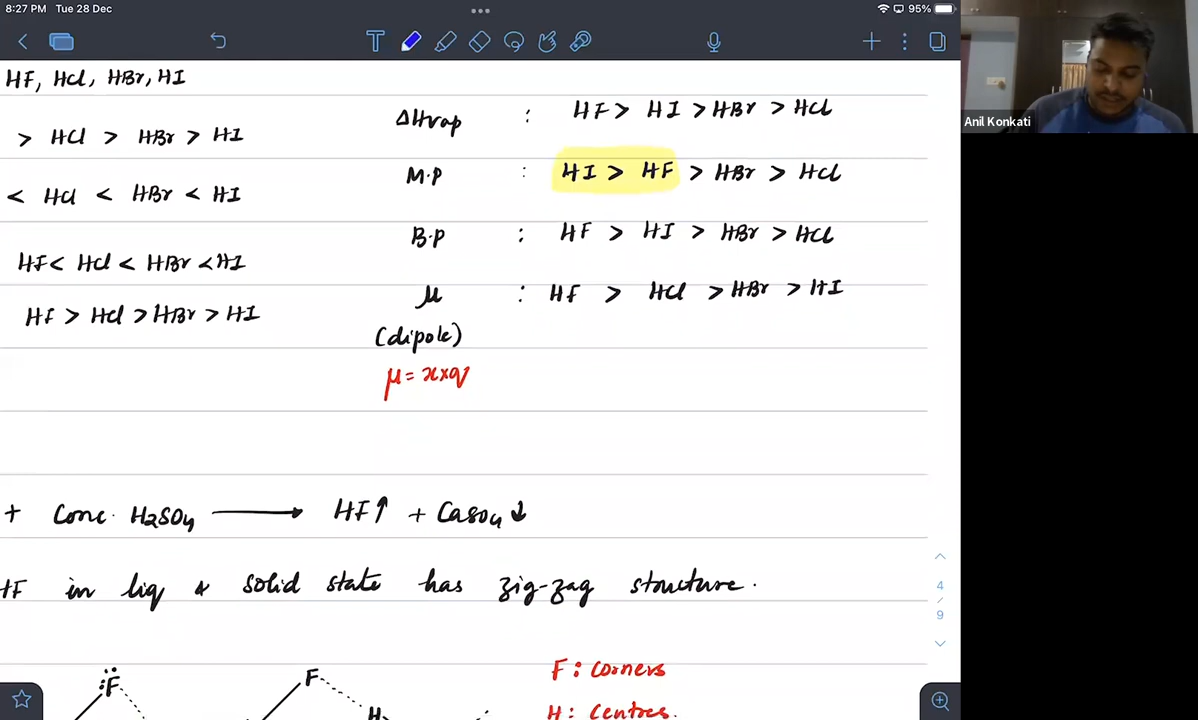 8:27 PM Tue 28 Dec
95%
HF, HCl, HBr, HI
> HCl > HBr > HI
< HCl < HBr < HI
HF < HCl < HBr < HI
HF > HCl > HBr > HI
ΔHvap : HF > HI > HBr > HCl
M.P : HI > HF > HBr > HCl
B.P : HF > HI > HBr > HCl
μ : HF > HCl > HBr > HI
(dipole)
μ = x×q
+ Conc. H2SO4 ⟶ HF↑ + CaSO4↓
HF in liq & solid state has zig-zag structure.
:F̈
F
H
F : Corners
H : Centres.
4
/
9
Anil Konkati